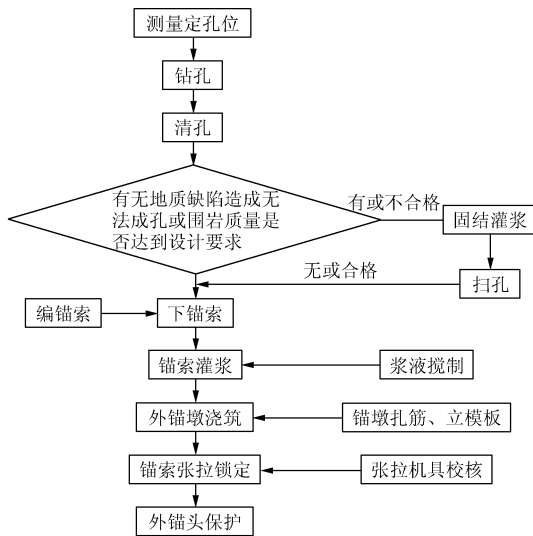 测量定孔位
钻孔
清孔
有无地质缺陷造成无
法成孔或围岩质量是
否达到设计要求
有或不合格
固结灌浆
无或合格
扫孔
编锚索
下锚索
锚索灌浆
浆液搅制
外锚墩浇筑
锚墩扎筋、立模板
锚索张拉锁定
张拉机具校核
外锚头保护